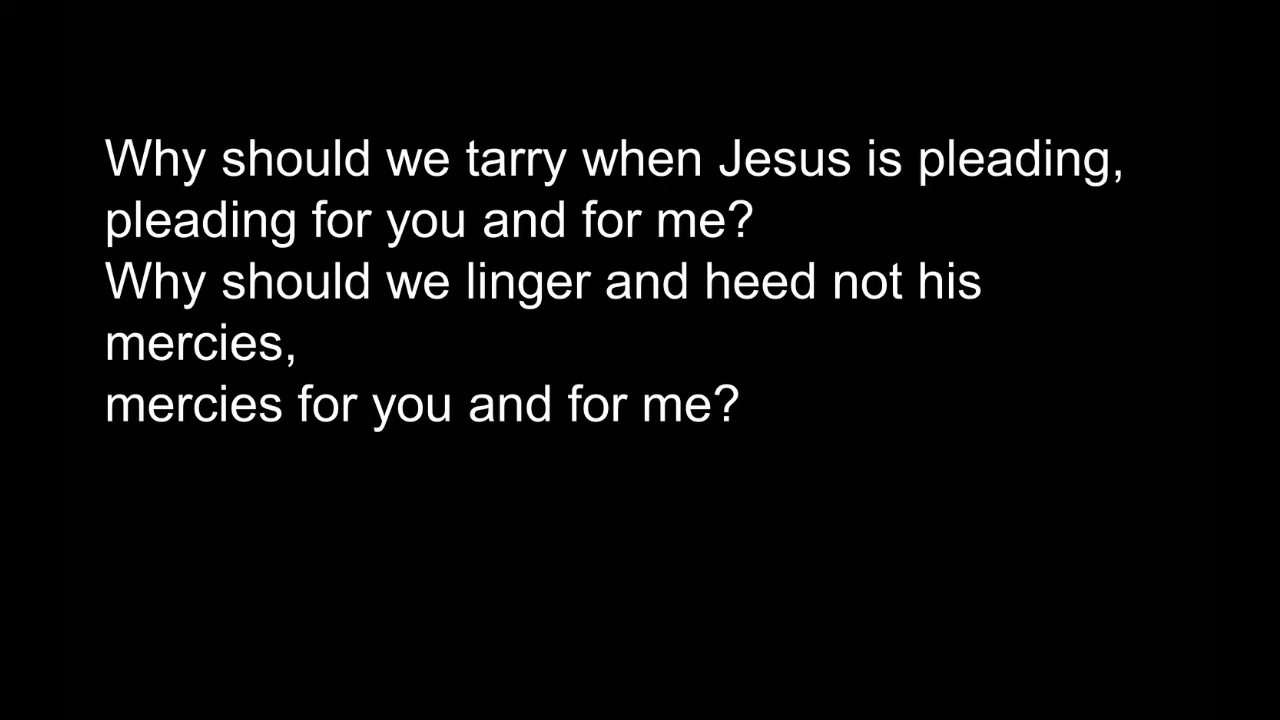 Why should we tarry when Jesus is pleading,
pleading for you and for me?
Why should we linger and heed not his
mercies,
mercies for you and for me?